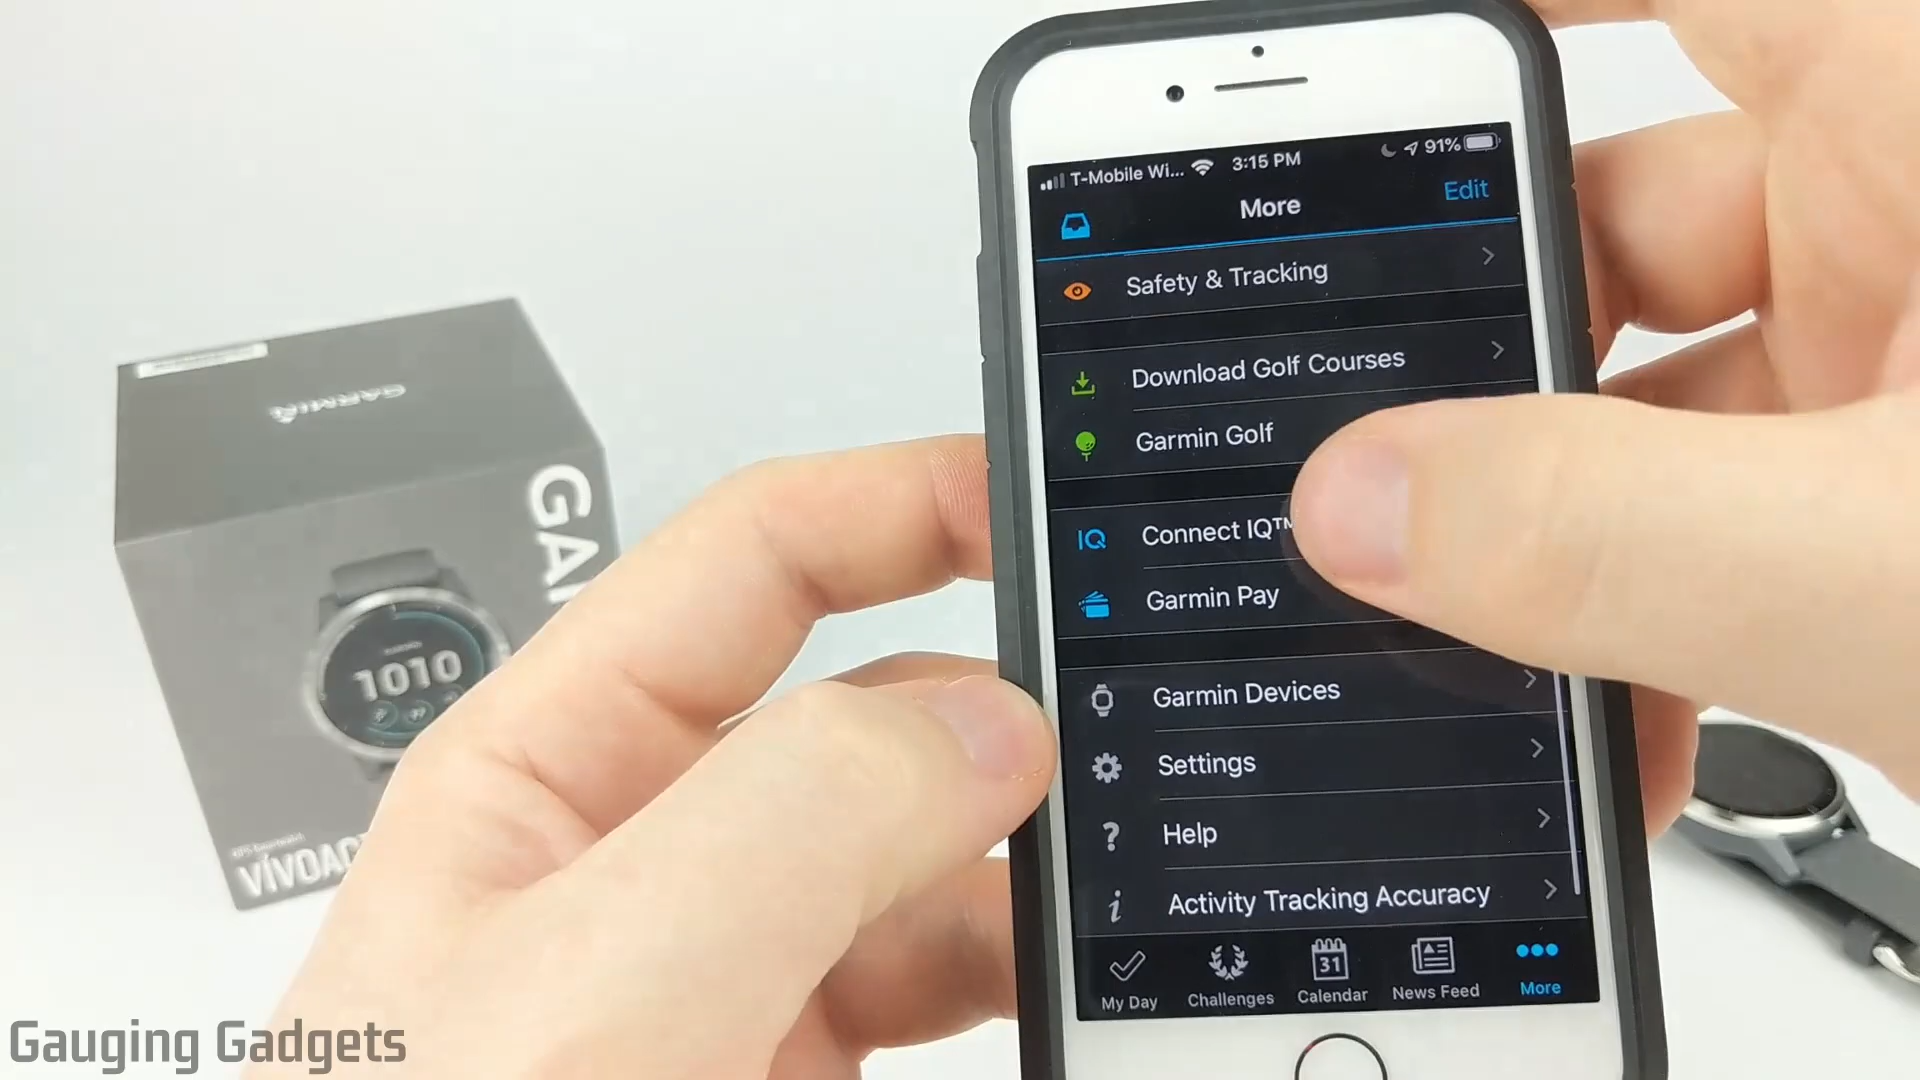 T-Mobile Wi... 3:15 PM 91%
More
Edit
Safety & Tracking
Download Golf Courses
Garmin Golf
IQ Connect IQ™
Garmin Pay
Garmin Devices
Settings
? Help
i Activity Tracking Accuracy
31
My Day Challenges Calendar News Feed More
GARMIN
GA
1010
VÍVOAC
Gauging Gadgets